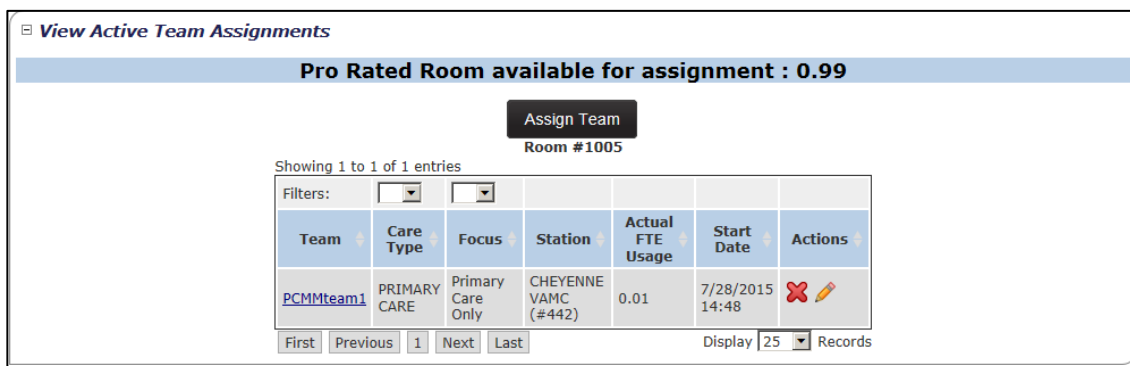 View Active Team Assignments
Pro Rated Room available for assignment : 0.99
Assign Team
Room #1005
Showing 1 to 1 of 1 entries
Filters:
Team Care Type Focus Station Actual FTE Usage Start Date Actions
PCMMteam1 PRIMARY CARE Primary Care Only CHEYENNE VAMC (#442) 0.01 7/28/2015 14:48
First Previous 1 Next Last Display 25 Records